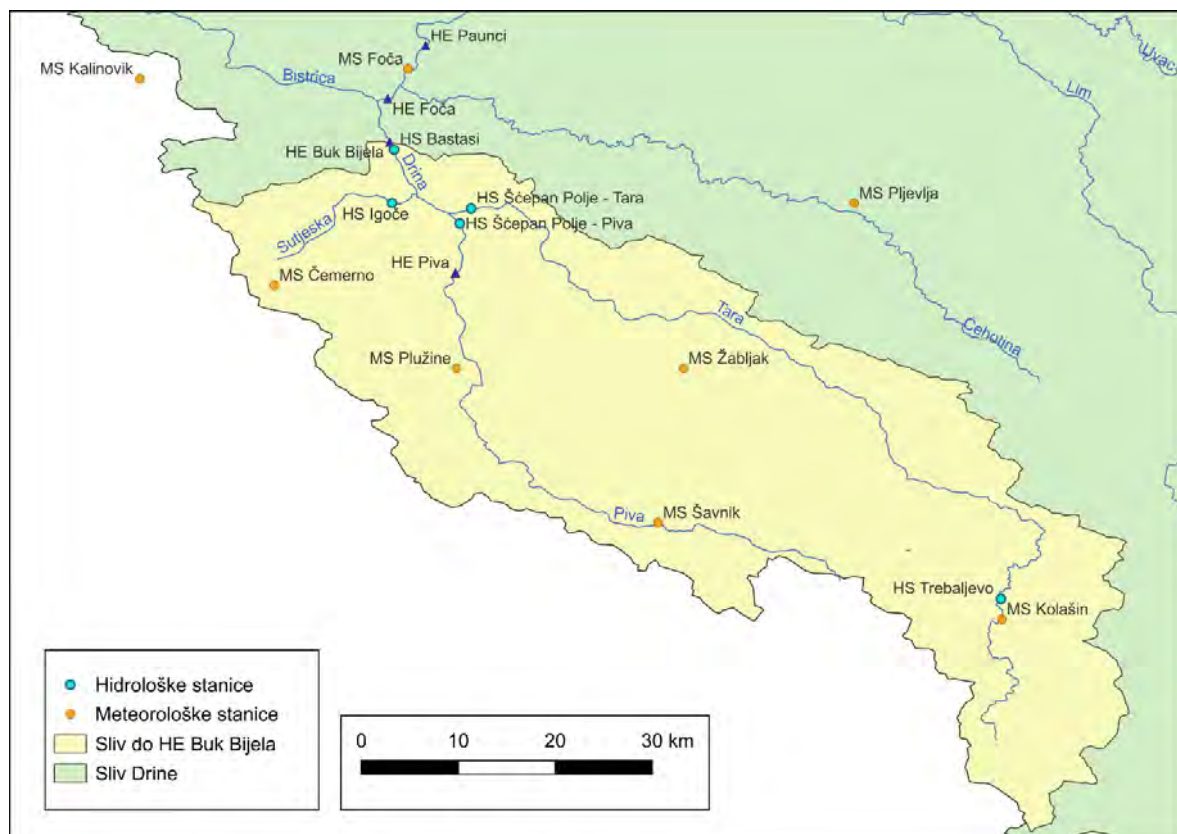 HE Paunci
MS Foča
MS Kalinovik
Bistrica
Uvac
Lim
HE Foča
HS Bastasi
HE Buk Bijela
Drina
MS Pljevlja
HS Šćepan Polje - Tara
HS Igoče
HS Šćepan Polje - Piva
Sutjeska
HE Piva
MS Čemerno
Tara
Ćehotina
MS Plužine
MS Žabljak
Piva
MS Šavnik
HS Trebaljevo
MS Kolašin
Hidrološke stanice
Meteorološke stanice
Sliv do HE Buk Bijela
Sliv Drine
0 10 20 30 km